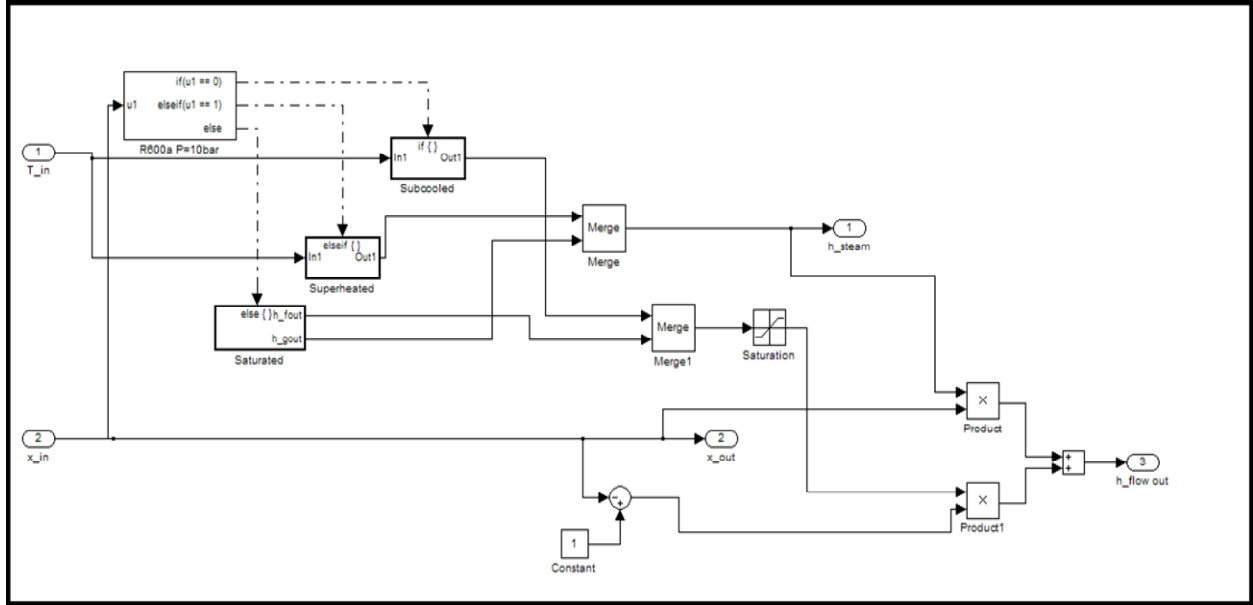 if(u1 == 0)
u1
elseif(u1 == 1)
else
R600a P=10bar
1
T_in
if { }
In1
Out1
Subcooled
elseif { }
In1
Out1
Superheated
else { }
h_fout
h_gout
Saturated
Merge
Merge
1
h_steam
Merge
Merge1
Saturation
2
x_in
2
x_out
×
Product
-
+
1
Constant
×
Product1
+
+
3
h_flow out